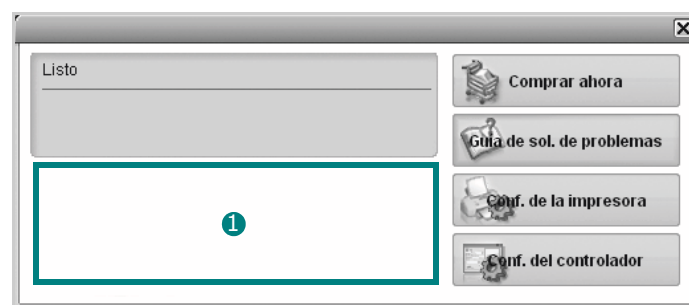 Listo
Comprar ahora
Guía de sol. de problemas
1
Conf. de la impresora
Conf. del controlador